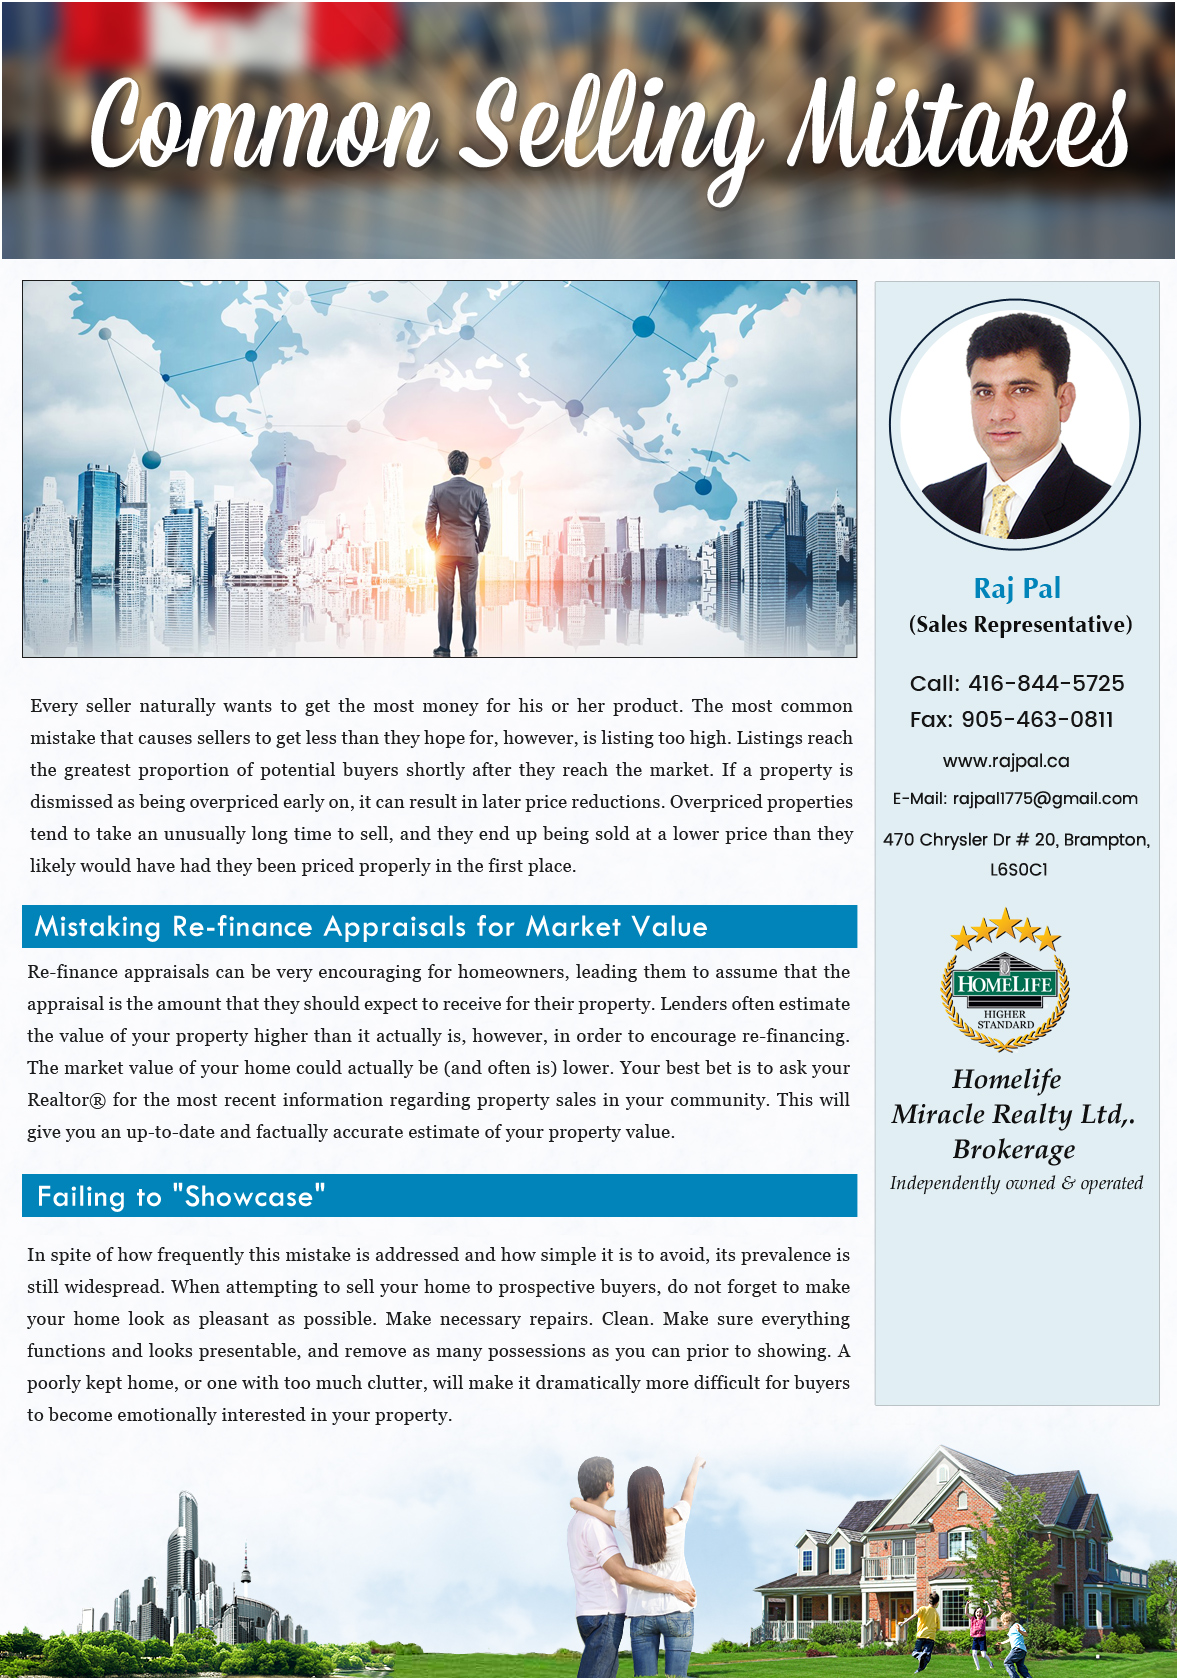 Common Selling Mistakes
Every seller naturally wants to get the most money for his or her product. The most common
mistake that causes sellers to get less than they hope for, however, is listing too high. Listings reach
the greatest proportion of potential buyers shortly after they reach the market. If a property is
dismissed as being overpriced early on, it can result in later price reductions. Overpriced properties
tend to take an unusually long time to sell, and they end up being sold at a lower price than they
likely would have had they been priced properly in the first place.
Mistaking Re-finance Appraisals for Market Value
Re-finance appraisals can be very encouraging for homeowners, leading them to assume that the
appraisal is the amount that they should expect to receive for their property. Lenders often estimate
the value of your property higher than it actually is, however, in order to encourage re-financing.
The market value of your home could actually be (and often is) lower. Your best bet is to ask your
Realtor® for the most recent information regarding property sales in your community. This will
give you an up-to-date and factually accurate estimate of your property value.
Failing to "Showcase"
In spite of how frequently this mistake is addressed and how simple it is to avoid, its prevalence is
still widespread. When attempting to sell your home to prospective buyers, do not forget to make
your home look as pleasant as possible. Make necessary repairs. Clean. Make sure everything
functions and looks presentable, and remove as many possessions as you can prior to showing. A
poorly kept home, or one with too much clutter, will make it dramatically more difficult for buyers
to become emotionally interested in your property.
Raj Pal
(Sales Representative)
Call: 416-844-5725
Fax: 905-463-0811
www.rajpal.ca
E-Mail: rajpal1775@gmail.com
470 Chrysler Dr # 20, Brampton,
L6S0C1
HOMELIFE
HIGHER
STANDARD
Homelife
Miracle Realty Ltd,.
Brokerage
Independently owned & operated